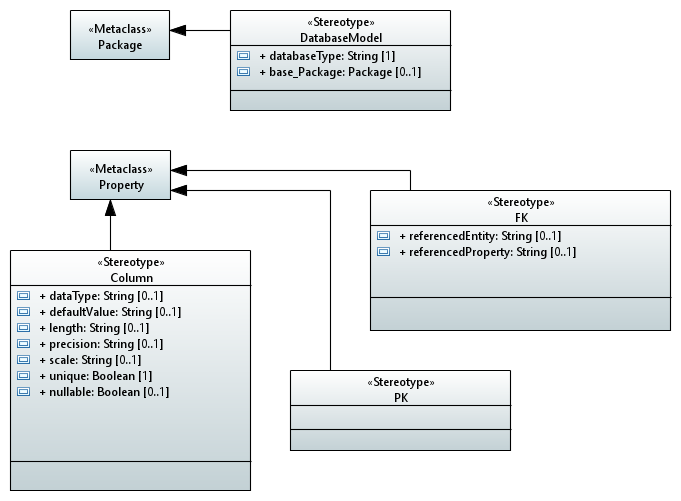 «Metaclass»
Package
«Stereotype»
DatabaseModel
+ databaseType: String [1]
+ base_Package: Package [0..1]
«Metaclass»
Property
«Stereotype»
FK
+ referencedEntity: String [0..1]
+ referencedProperty: String [0..1]
«Stereotype»
Column
+ dataType: String [0..1]
+ defaultValue: String [0..1]
+ length: String [0..1]
+ precision: String [0..1]
+ scale: String [0..1]
+ unique: Boolean [1]
+ nullable: Boolean [0..1]
«Stereotype»
PK